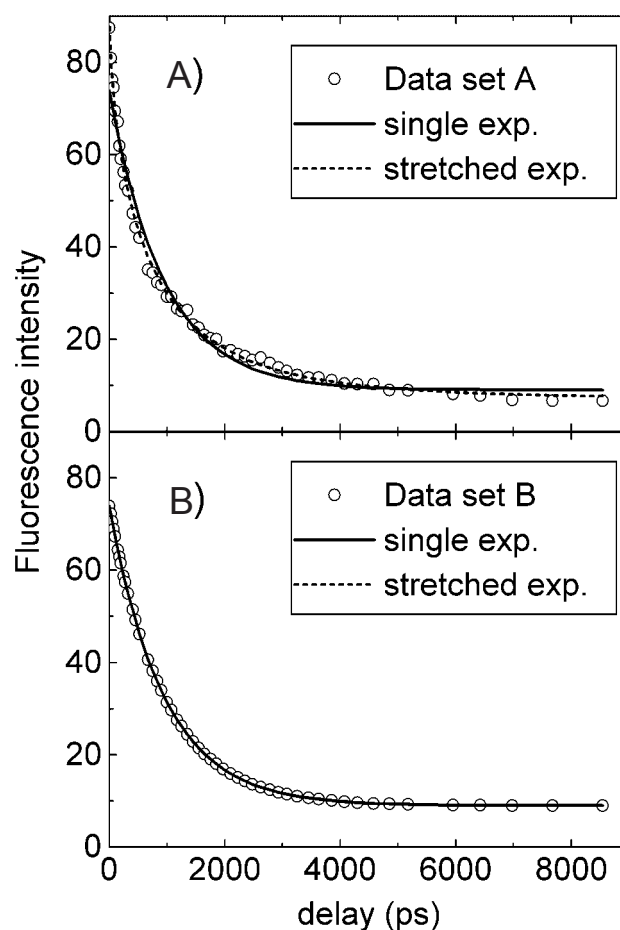 A)
Data set A
single exp.
stretched exp.
80
60
40
20
0
Fluorescence intensity
B)
Data set B
single exp.
stretched exp.
80
60
40
20
0
0 2000 4000 6000 8000
delay (ps)